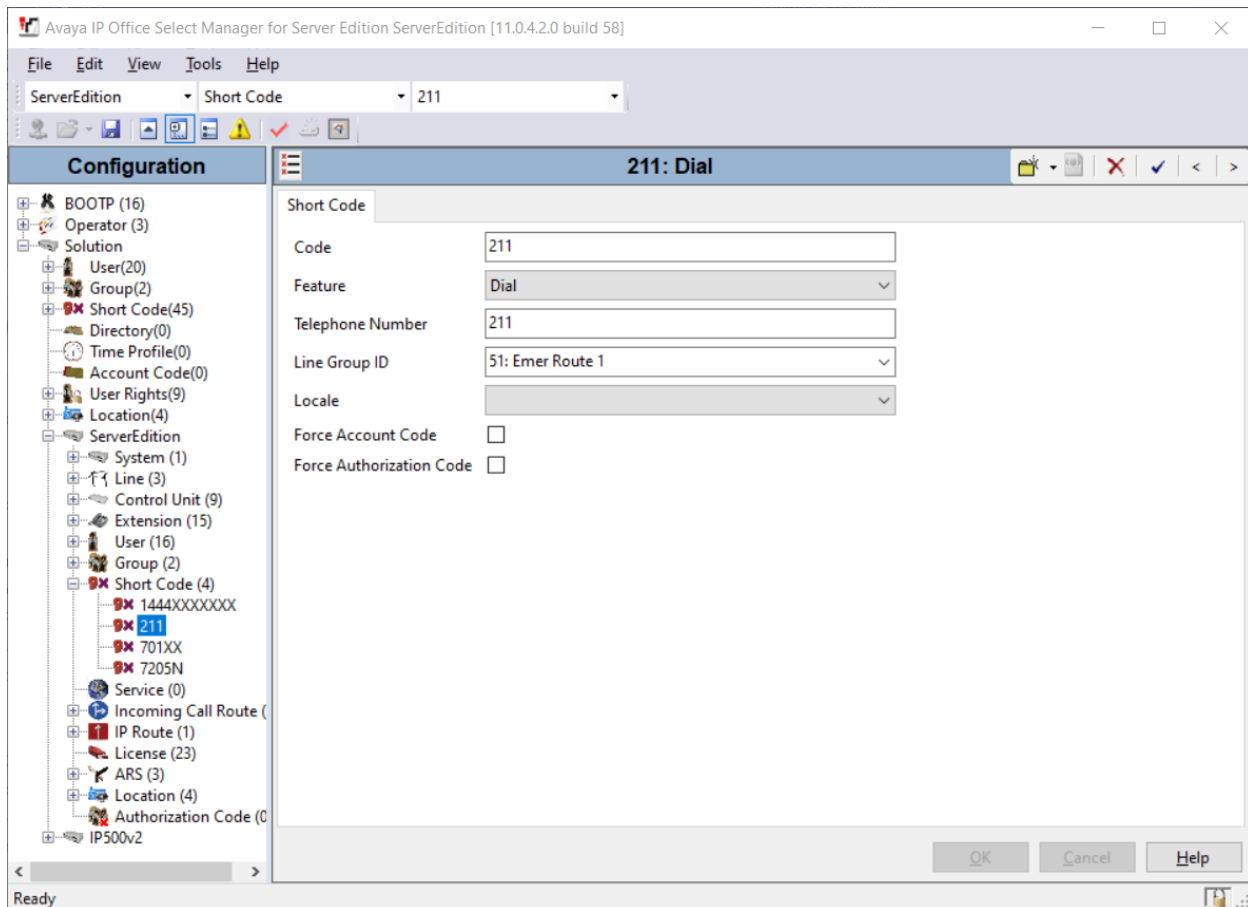 Avaya IP Office Select Manager for Server Edition ServerEdition [11.0.4.2.0 build 58]
File Edit View Tools Help
ServerEdition Short Code 211
Configuration
211: Dial
BOOTP (16)
Operator (3)
Solution
User(20)
Group(2)
Short Code(45)
Directory(0)
Time Profile(0)
Account Code(0)
User Rights(9)
Location(4)
ServerEdition
System (1)
Line (3)
Control Unit (9)
Extension (15)
User (16)
Group (2)
Short Code (4)
1444XXXXXXX
211
701XX
7205N
Service (0)
Incoming Call Route (
IP Route (1)
License (23)
ARS (3)
Location (4)
Authorization Code (0
IP500v2
Short Code
Code 211
Feature Dial
Telephone Number 211
Line Group ID 51: Emer Route 1
Locale
Force Account Code
Force Authorization Code
OK Cancel Help
Ready